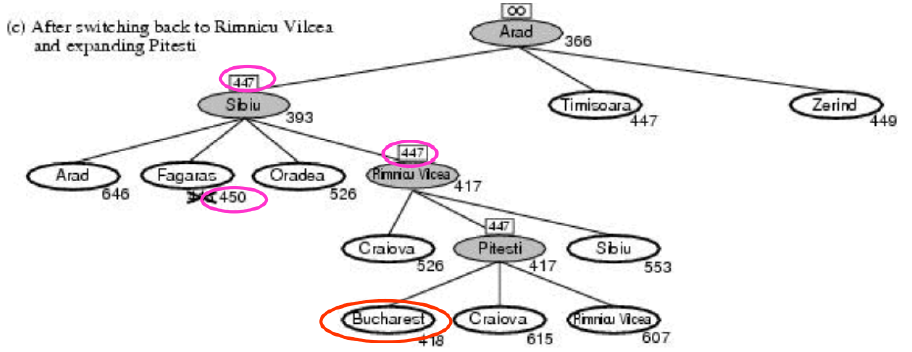 ∞
(c) After switching back to Rimnicu Vilcea
and expanding Pitesti
Arad
366
447
Sibiu
393
Timisoara
447
Zerind
449
447
Arad
646
Fagaras
450
Oradea
526
Rimnicu Vilcea
417
447
Craiova
526
Pitesti
417
Sibiu
553
Bucharest
418
Craiova
615
Rimnicu Vilcea
607